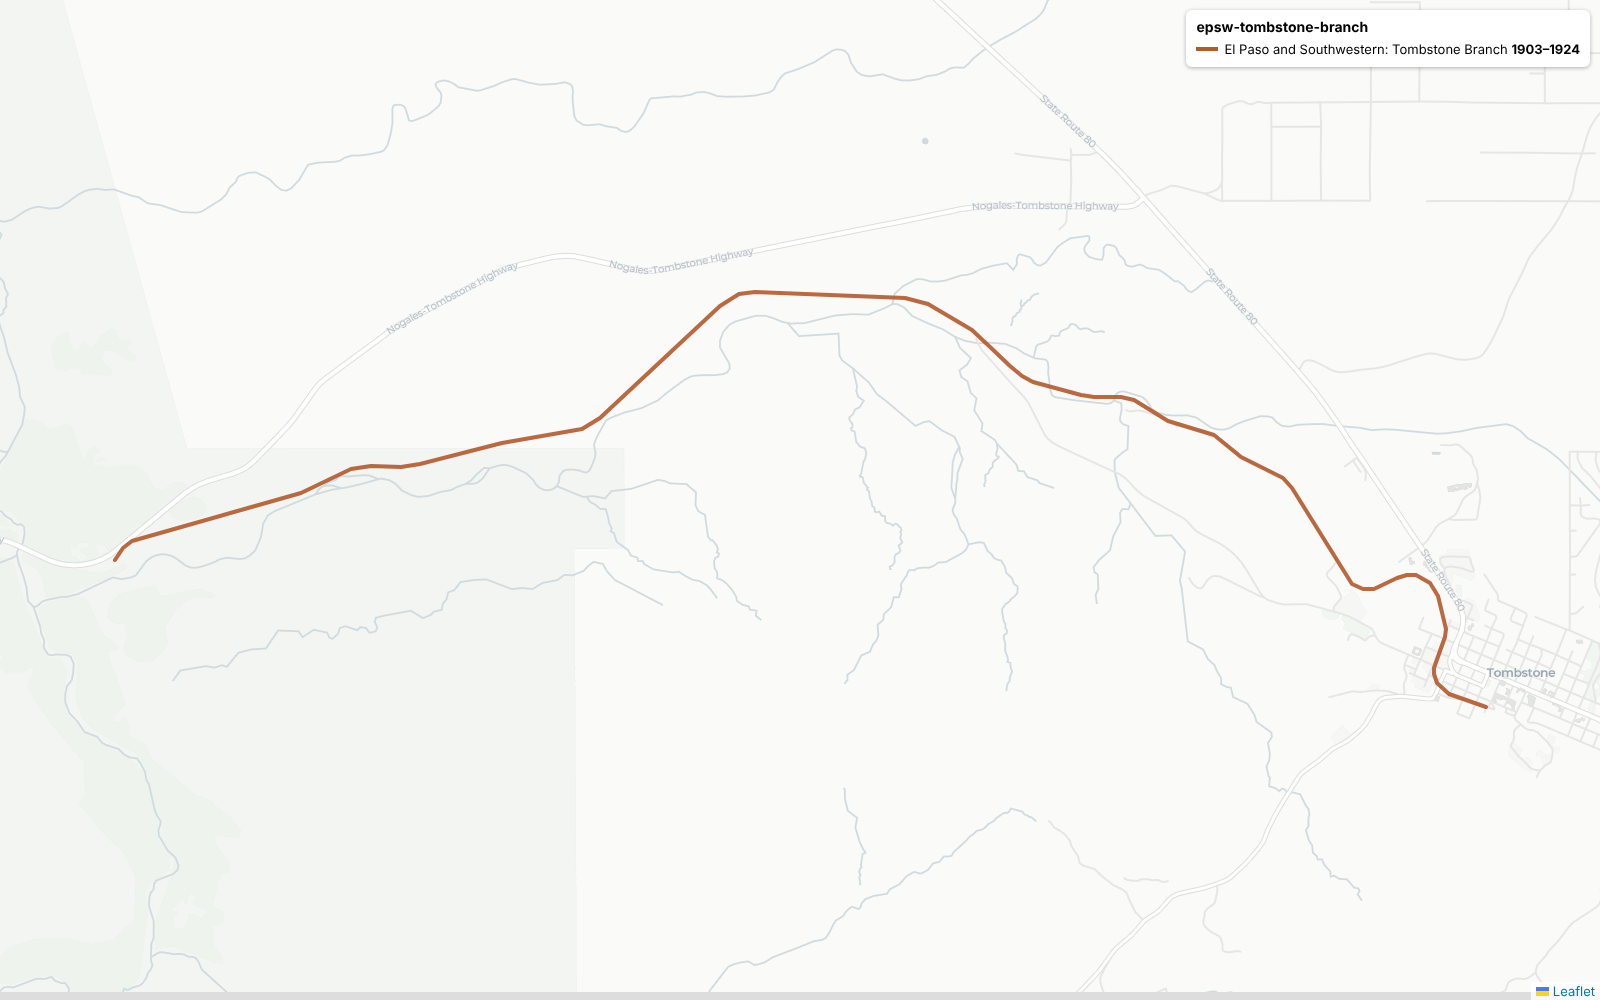 epsw-tombstone-branch
El Paso and Southwestern: Tombstone Branch 1903–1924
State Route 80
Nogales-Tombstone Highway
Nogales-Tombstone Highway
Nogales-Tombstone Highway
State Route 80
State Route 80
Tombstone
Leaflet